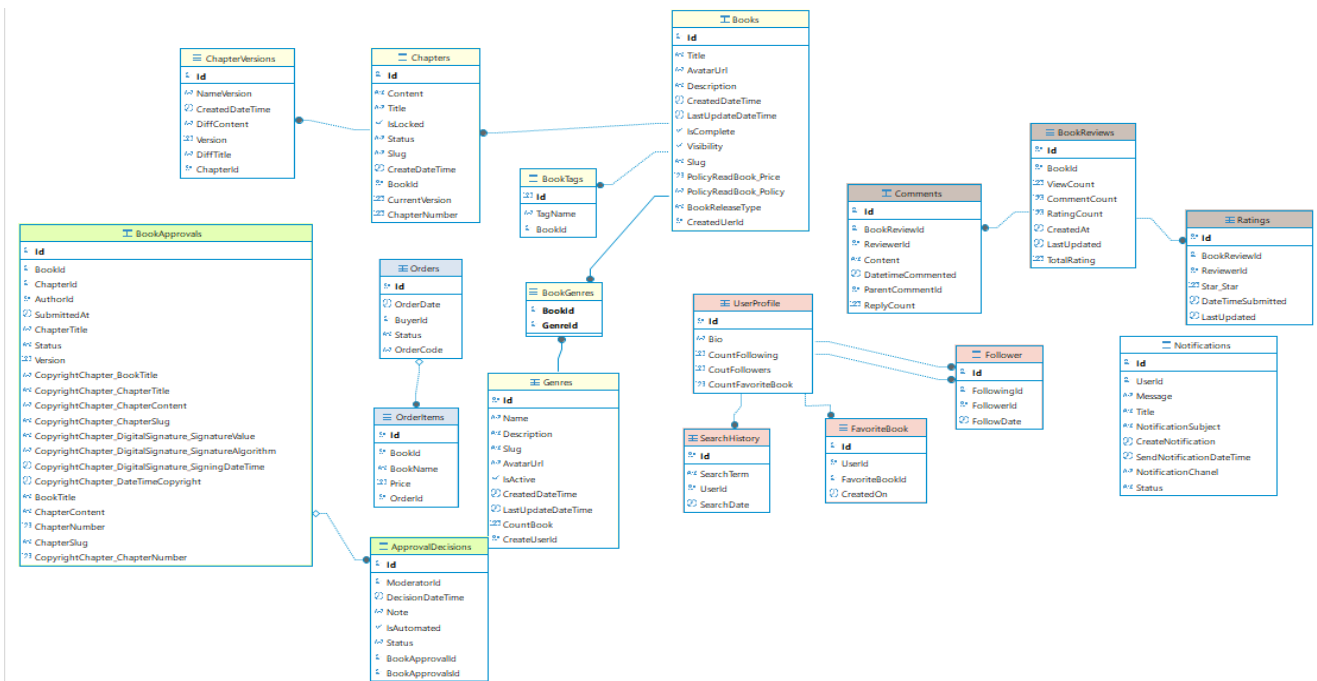 Books
Id
Title
AvatarUrl
Description
CreatedDateTime
LastUpdateDateTime
IsComplete
Visibility
Slug
PolicyReadBook_Price
PolicyReadBook_Policy
BookReleaseType
CreatedUerId
ChapterVersions
Id
NameVersion
CreatedDateTime
DiffContent
Version
DiffTitle
ChapterId
Chapters
Id
Content
Title
IsLocked
Status
Slug
CreateDateTime
BookId
CurrentVersion
ChapterNumber
BookTags
Id
TagName
BookId
BookReviews
Id
BookId
ViewCount
CommentCount
RatingCount
CreatedAt
LastUpdated
TotalRating
Comments
Id
BookReviewId
ReviewerId
Content
DatetimeCommented
ParentCommentId
ReplyCount
Ratings
Id
BookReviewId
ReviewerId
Star_Star
DateTimeSubmitted
LastUpdated
BookApprovals
Id
BookId
ChapterId
AuthorId
SubmittedAt
ChapterTitle
Status
Version
CopyrightChapter_BookTitle
CopyrightChapter_ChapterTitle
CopyrightChapter_ChapterContent
CopyrightChapter_ChapterSlug
CopyrightChapter_DigitalSignature_SignatureValue
CopyrightChapter_DigitalSignature_SignatureAlgorithm
CopyrightChapter_DigitalSignature_SigningDateTime
CopyrightChapter_DateTimeCopyright
BookTitle
ChapterContent
ChapterNumber
ChapterSlug
CopyrightChapter_ChapterNumber
Orders
Id
OrderDate
BuyerId
Status
OrderCode
BookGenres
BookId
GenreId
UserProfile
Id
Bio
CountFollowing
CoutFollowers
CountFavoriteBook
Follower
Id
FollowingId
FollowerId
FollowDate
Notifications
Id
UserId
Message
Title
NotificationSubject
CreateNotification
SendNotificationDateTime
NotificationChanel
Status
Genres
Id
Name
Description
Slug
AvatarUrl
IsActive
CreatedDateTime
LastUpdateDateTime
CountBook
CreateUserId
OrderItems
Id
BookId
BookName
Price
OrderId
SearchHistory
Id
SearchTerm
UserId
SearchDate
FavoriteBook
Id
UserId
FavoriteBookId
CreatedOn
ApprovalDecisions
Id
ModeratorId
DecisionDateTime
Note
IsAutomated
Status
BookApprovalId
BookApprovalsId